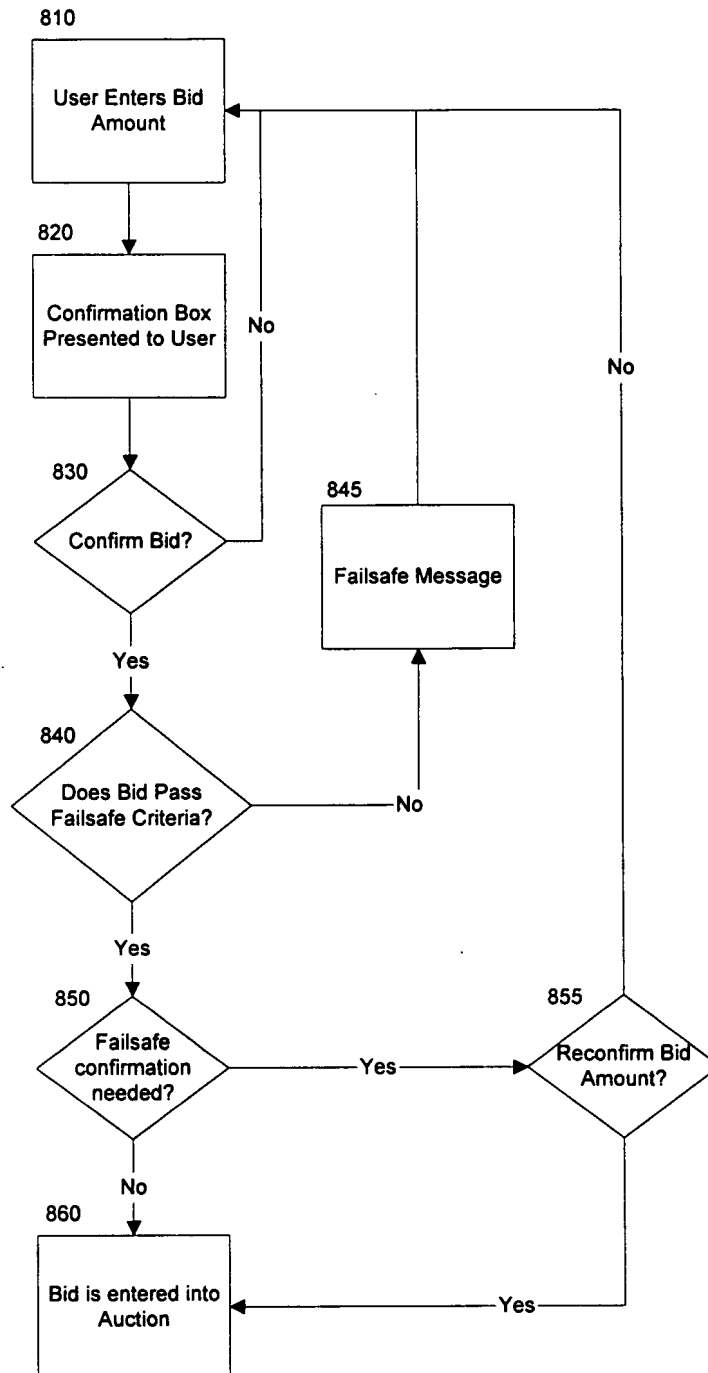 810
User Enters Bid
Amount
820
Confirmation Box
Presented to User
No
No
830
Confirm Bid?
845
Failsafe Message
Yes
840
Does Bid Pass
Failsafe Criteria?
No
Yes
850
Failsafe
confirmation
needed?
Yes
855
Reconfirm Bid
Amount?
No
860
Bid is entered into
Auction
Yes